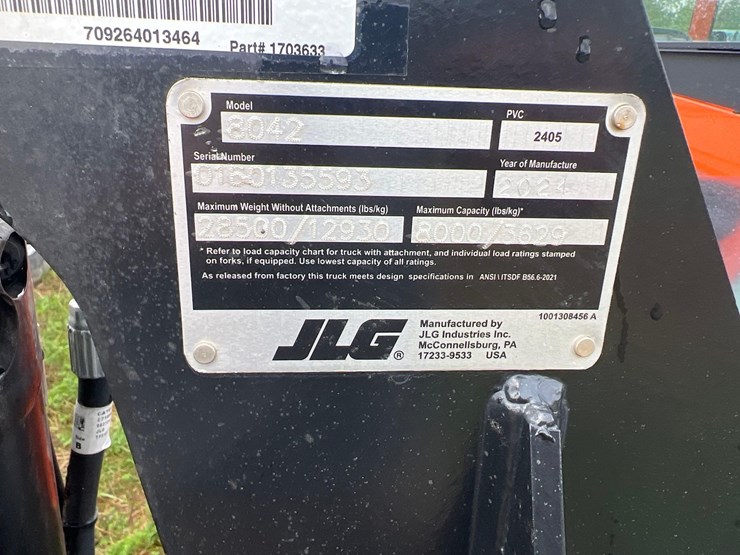 709264013464
Part# 1703633
Model
PVC
8042
2405
Serial Number
Year of Manufacture
0160135593
2024
Maximum Weight Without Attachments (lbs/kg)
Maximum Capacity (lbs/kg)*
28500/12930
8000/3629
* Refer to load capacity chart for truck with attachment, and individual load ratings stamped
on forks, if equipped. Use lowest capacity of all ratings.
As released from factory this truck meets design specifications in ANSI \ ITSDF B56.6-2021
1001308456 A
JLG ®
Manufactured by
JLG Industries Inc.
McConnellsburg, PA
17233-9533 USA